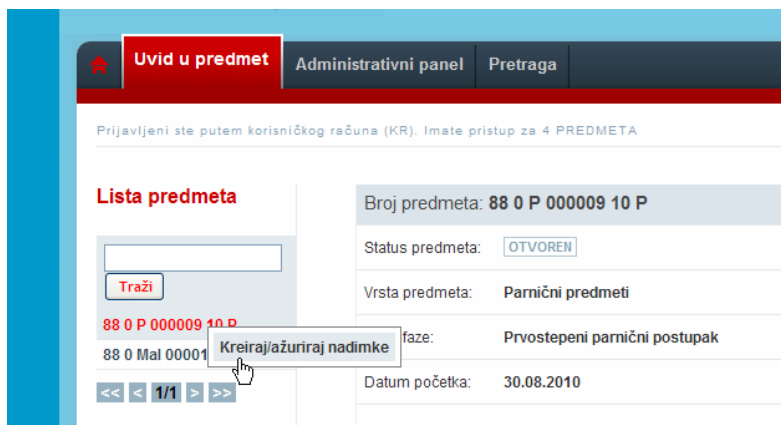 Uvid u predmet
Administrativni panel
Pretraga
Prijavljeni ste putem korisničkog računa (KR). Imate pristup za 4 PREDMETA
Lista predmeta
Traži
88 0 P 000009 10 P
88 0 Mal 00001
Kreiraj/ažuriraj nadimke
<< < 1/1 > >>
Broj predmeta: 88 0 P 000009 10 P
Status predmeta: OTVOREN
Vrsta predmeta: Parnični predmeti
faze: Prvostepeni parnični postupak
Datum početka: 30.08.2010